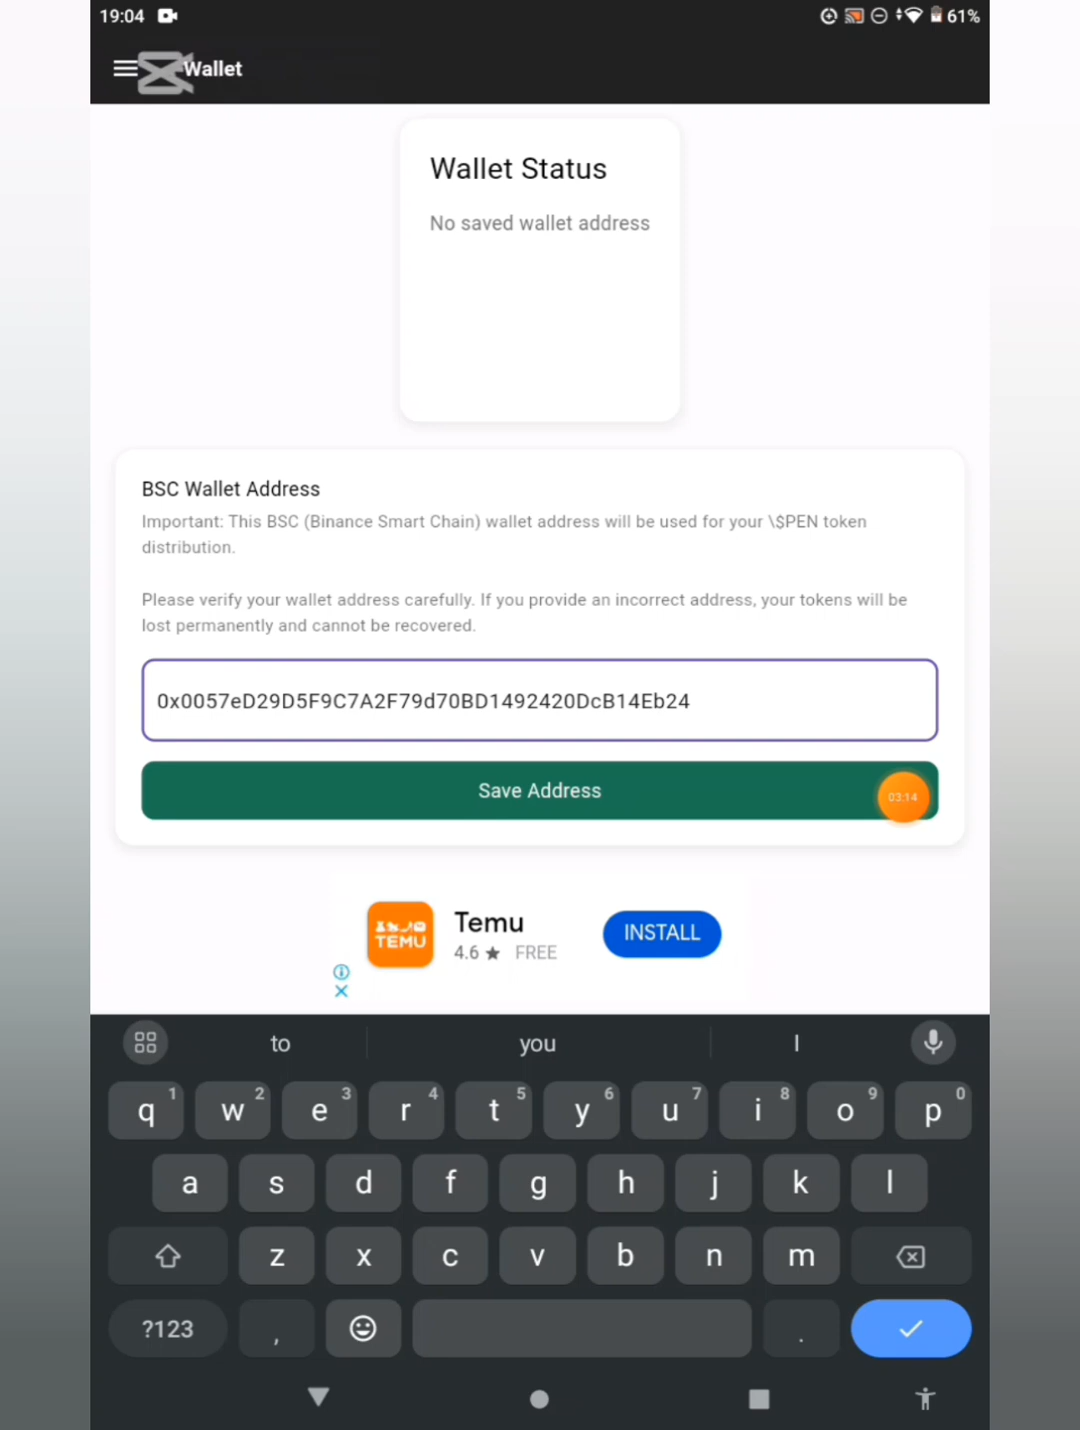 19:04
61%
Wallet
Wallet Status
No saved wallet address
BSC Wallet Address
Important: This BSC (Binance Smart Chain) wallet address will be used for your \$PEN token
distribution.
Please verify your wallet address carefully. If you provide an incorrect address, your tokens will be
lost permanently and cannot be recovered.
0x0057eD29D5F9C7A2F79d70BD1492420DcB14Eb24
Save Address
03:14
TEMU
Temu
INSTALL
4.6 ★ FREE
to you I
q 1 w 2 e 3 r 4 t 5 y 6 u 7 i 8 o 9 p 0
a s d f g h j k l
z x c v b n m
?123 , .